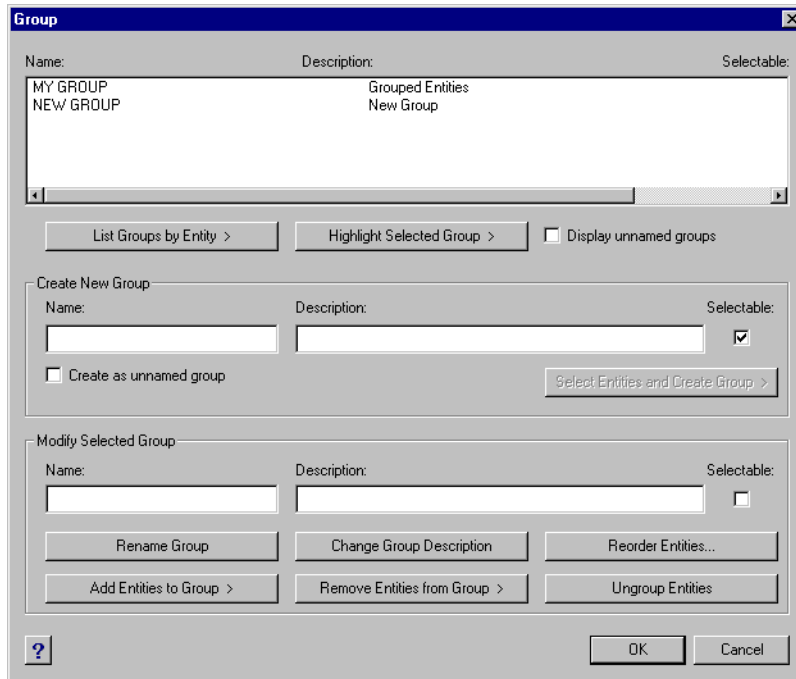 Group
Name: Description: Selectable:
MY GROUP Grouped Entities
NEW GROUP New Group
List Groups by Entity > Highlight Selected Group > Display unnamed groups
Create New Group
Name: Description: Selectable:
Create as unnamed group Select Entities and Create Group >
Modify Selected Group
Name: Description: Selectable:
Rename Group Change Group Description Reorder Entities...
Add Entities to Group > Remove Entities from Group > Ungroup Entities
? OK Cancel